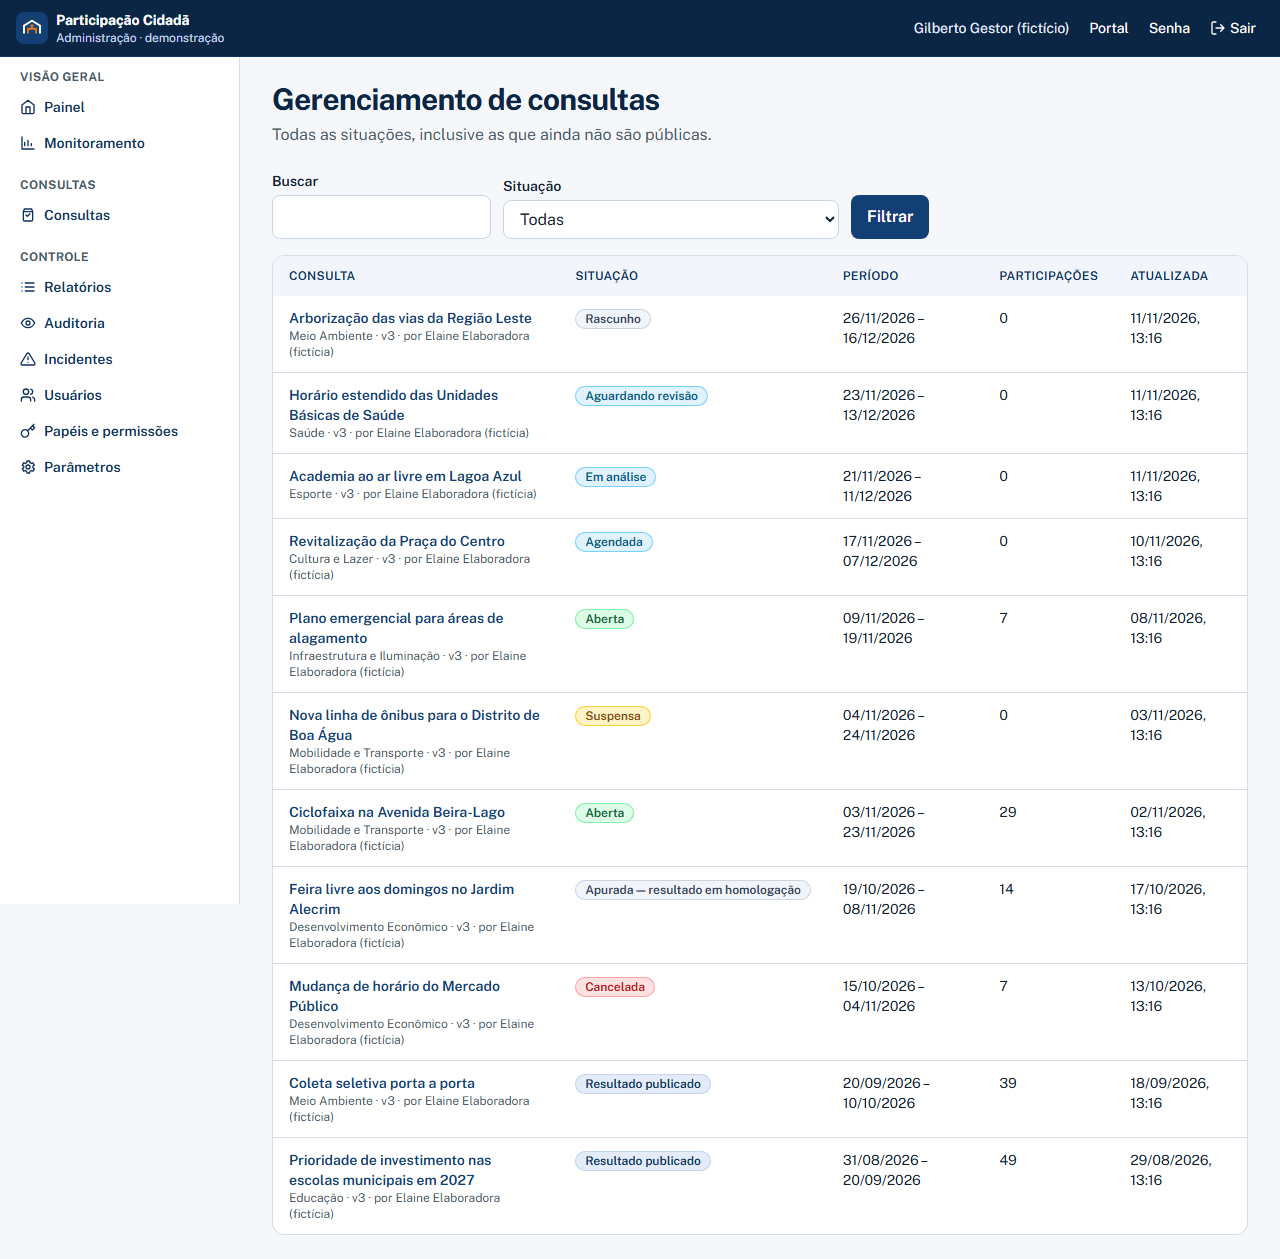 Participação Cidadã
Administração · demonstração
Gilberto Gestor (fictício)
Portal
Senha
Sair
VISÃO GERAL
Painel
Monitoramento
CONSULTAS
Consultas
CONTROLE
Relatórios
Auditoria
Incidentes
Usuários
Papéis e permissões
Parâmetros
Gerenciamento de consultas
Todas as situações, inclusive as que ainda não são públicas.
Buscar
Situação
Todas
Filtrar
CONSULTA SITUAÇÃO PERÍODO PARTICIPAÇÕES ATUALIZADA
Arborização das vias da Região Leste
Meio Ambiente · v3 · por Elaine Elaboradora
(fictícia)
Rascunho
26/11/2026 –
16/12/2026
0
11/11/2026,
13:16
Horário estendido das Unidades
Básicas de Saúde
Saúde · v3 · por Elaine Elaboradora (fictícia)
Aguardando revisão
23/11/2026 –
13/12/2026
0
11/11/2026,
13:16
Academia ao ar livre em Lagoa Azul
Esporte · v3 · por Elaine Elaboradora (fictícia)
Em análise
21/11/2026 –
11/12/2026
0
11/11/2026,
13:16
Revitalização da Praça do Centro
Cultura e Lazer · v3 · por Elaine Elaboradora
(fictícia)
Agendada
17/11/2026 –
07/12/2026
0
10/11/2026,
13:16
Plano emergencial para áreas de
alagamento
Infraestrutura e Iluminação · v3 · por Elaine
Elaboradora (fictícia)
Aberta
09/11/2026 –
19/11/2026
7
08/11/2026,
13:16
Nova linha de ônibus para o Distrito de
Boa Água
Mobilidade e Transporte · v3 · por Elaine
Elaboradora (fictícia)
Suspensa
04/11/2026 –
24/11/2026
0
03/11/2026,
13:16
Ciclofaixa na Avenida Beira-Lago
Mobilidade e Transporte · v3 · por Elaine
Elaboradora (fictícia)
Aberta
03/11/2026 –
23/11/2026
29
02/11/2026,
13:16
Feira livre aos domingos no Jardim
Alecrim
Desenvolvimento Econômico · v3 · por Elaine
Elaboradora (fictícia)
Apurada — resultado em homologação
19/10/2026 –
08/11/2026
14
17/10/2026,
13:16
Mudança de horário do Mercado
Público
Desenvolvimento Econômico · v3 · por Elaine
Elaboradora (fictícia)
Cancelada
15/10/2026 –
04/11/2026
7
13/10/2026,
13:16
Coleta seletiva porta a porta
Meio Ambiente · v3 · por Elaine Elaboradora
(fictícia)
Resultado publicado
20/09/2026 –
10/10/2026
39
18/09/2026,
13:16
Prioridade de investimento nas
escolas municipais em 2027
Educação · v3 · por Elaine Elaboradora
(fictícia)
Resultado publicado
31/08/2026 –
20/09/2026
49
29/08/2026,
13:16